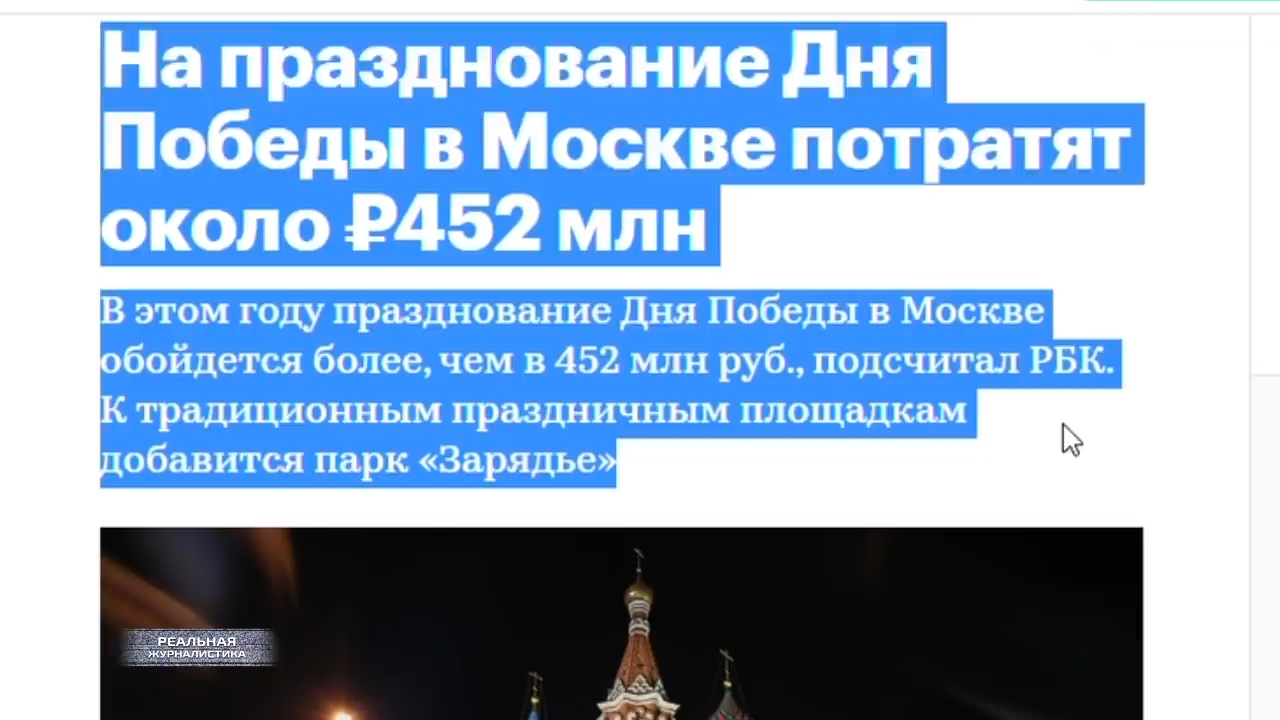 На празднование Дня
Победы в Москве потратят
около ₽452 млн
В этом году празднование Дня Победы в Москве
обойдется более, чем в 452 млн руб., подсчитал РБК.
К традиционным праздничным площадкам
добавится парк «Зарядье»
РЕАЛЬНАЯ
ЖУРНАЛИСТИКА